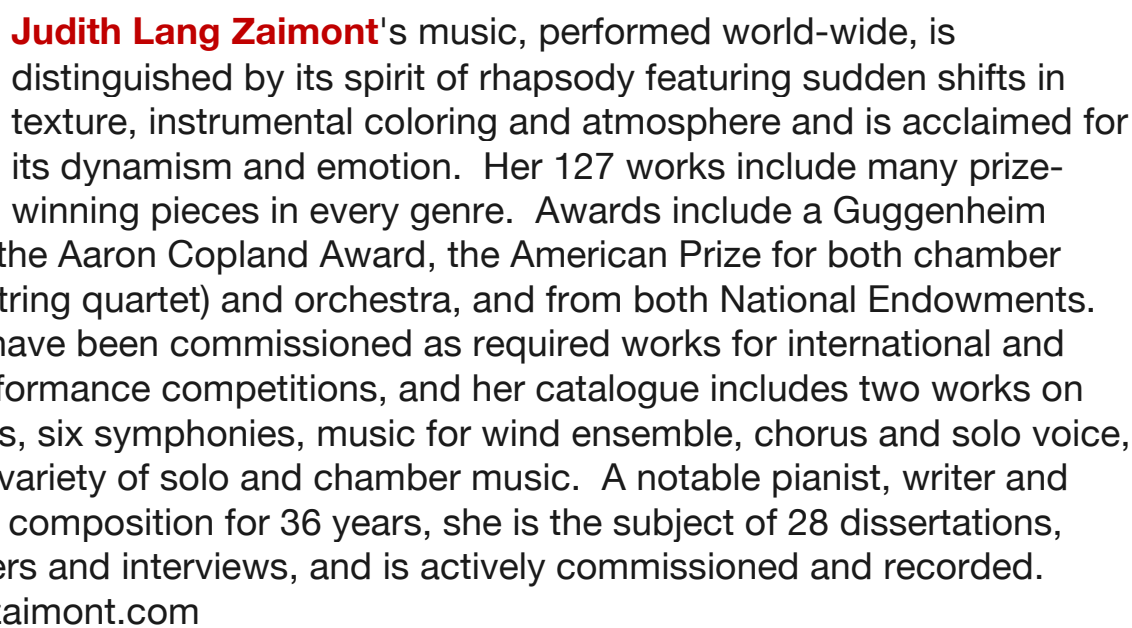 Judith Lang Zaimont's music, performed world-wide, is
distinguished by its spirit of rhapsody featuring sudden shifts in
texture, instrumental coloring and atmosphere and is acclaimed for
its dynamism and emotion.  Her 127 works include many prize-
winning pieces in every genre.  Awards include a Guggenheim
the Aaron Copland Award, the American Prize for both chamber
tring quartet) and orchestra, and from both National Endowments.
have been commissioned as required works for international and
formance competitions, and her catalogue includes two works on
s, six symphonies, music for wind ensemble, chorus and solo voice,
variety of solo and chamber music.  A notable pianist, writer and
composition for 36 years, she is the subject of 28 dissertations,
ers and interviews, and is actively commissioned and recorded.
zaimont.com